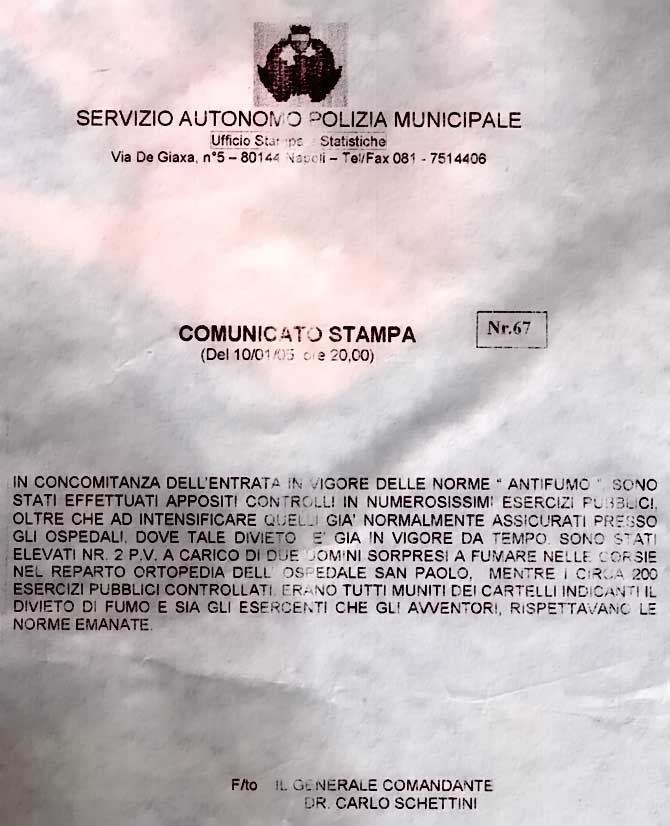 SERVIZIO AUTONOMO POLIZIA MUNICIPALE
Ufficio Stampa Statistiche
Via De Giaxa, n°5 – 80144 Napoli – Tel/Fax 081 - 7514406
COMUNICATO STAMPA
Nr.67
(Del 10/01/05 ore 20,00)
IN CONCOMITANZA DELL'ENTRATA IN VIGORE DELLE NORME " ANTIFUMO ", SONO
STATI EFFETTUATI APPOSITI CONTROLLI IN NUMEROSISSIMI ESERCIZI PUBBLICI,
OLTRE CHE AD INTENSIFICARE QUELLI GIA' NORMALMENTE ASSICURATI PRESSO
GLI OSPEDALI, DOVE TALE DIVIETO E' GIA IN VIGORE DA TEMPO. SONO STATI
ELEVATI NR. 2 P.V. A CARICO DI DUE UOMINI SORPRESI A FUMARE NELLE CORSIE
NEL REPARTO ORTOPEDIA DELL' OSPEDALE SAN PAOLO, MENTRE I CIRCA 200
ESERCIZI PUBBLICI CONTROLLATI, ERANO TUTTI MUNITI DEI CARTELLI INDICANTI IL
DIVIETO DI FUMO E SIA GLI ESERCENTI CHE GLI AVVENTORI, RISPETTAVANO LE
NORME EMANATE.
F/to IL GENERALE COMANDANTE
DR. CARLO SCHETTINI